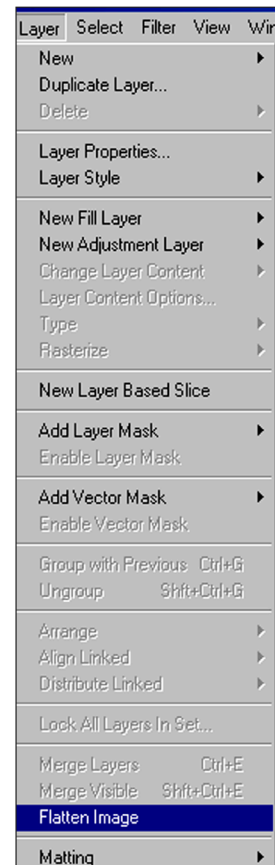 Layer Select Filter View Win
New
Duplicate Layer...
Delete
Layer Properties...
Layer Style
New Fill Layer
New Adjustment Layer
Change Layer Content
Layer Content Options...
Type
Rasterize
New Layer Based Slice
Add Layer Mask
Enable Layer Mask
Add Vector Mask
Enable Vector Mask
Group with Previous Ctrl+G
Ungroup Shft+Ctrl+G
Arrange
Align Linked
Distribute Linked
Lock All Layers In Set...
Merge Layers Ctrl+E
Merge Visible Shft+Ctrl+E
Flatten Image
Matting